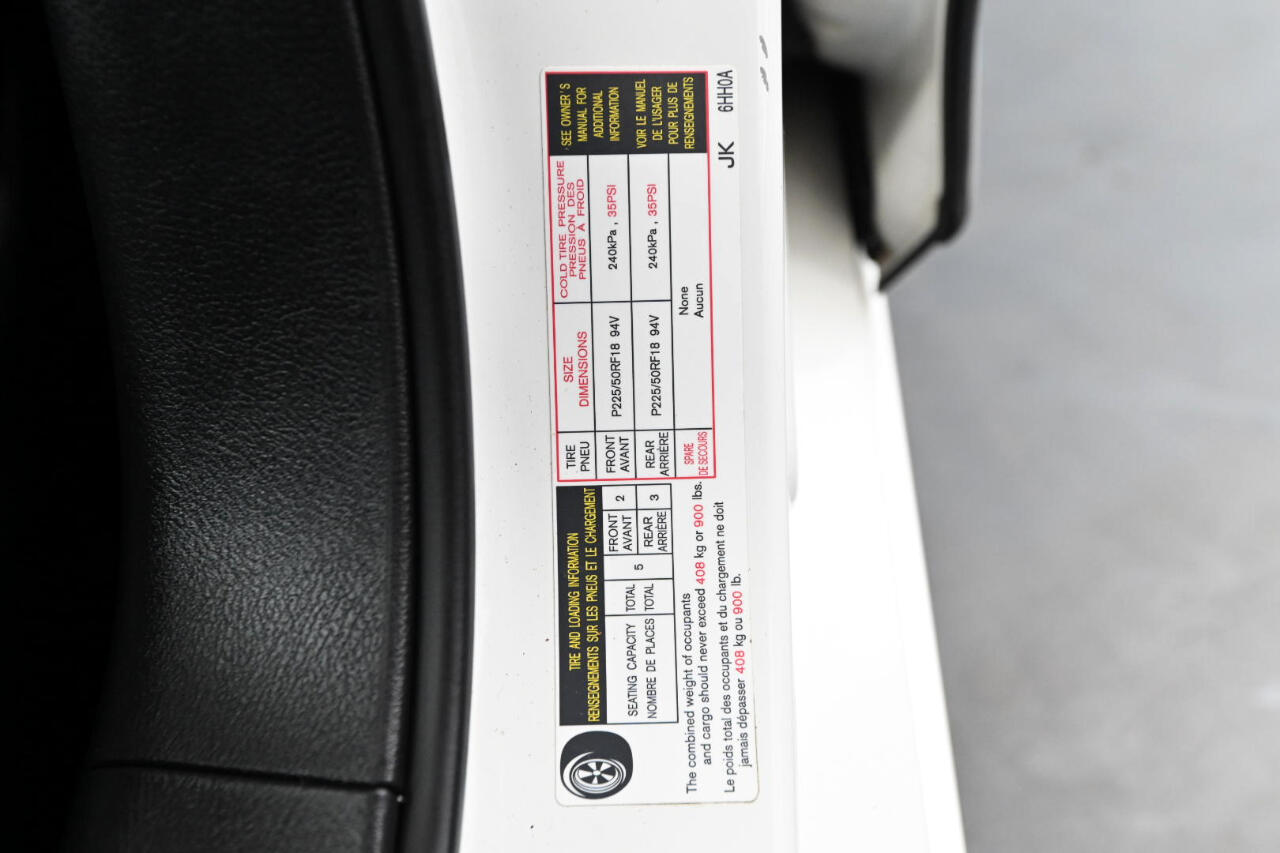 TIRE AND LOADING INFORMATION
RENSEIGNEMENTS SUR LES PNEUS ET LE CHARGEMENT
SEATING CAPACITY
NOMBRE DE PLACES
TOTAL
TOTAL
5
FRONT
AVANT
2
REAR
ARRIÈRE
3
The combined weight of occupants
and cargo should never exceed 408 kg or 900 lbs.
Le poids total des occupants et du chargement ne doit
jamais dépasser 408 kg ou 900 lb.
TIRE
PNEU
SIZE
DIMENSIONS
COLD TIRE PRESSURE
PRESSION DES
PNEUS À FROID
SEE OWNER'S
MANUAL FOR
ADDITIONAL
INFORMATION
FRONT
AVANT
P225/50RF18 94V
240kPa , 35PSI
VOIR LE MANUEL
DE L'USAGER
POUR PLUS DE
RENSEIGNEMENTS
REAR
ARRIÈRE
P225/50RF18 94V
240kPa , 35PSI
SPARE
DE SECOURS
None
Aucun
JK 6HH0A